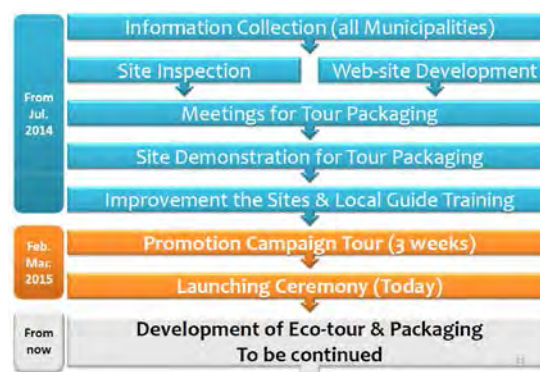 Information Collection (all Municipalities)
Site Inspection
Web-site Development
From
Jul.
2014
Meetings for Tour Packaging
Site Demonstration for Tour Packaging
Improvement the Sites & Local Guide Training
Feb.
Mar.
2015
Promotion Campaign Tour (3 weeks)
Launching Ceremony (Today)
From
now
Development of Eco-tour & Packaging
To be continued